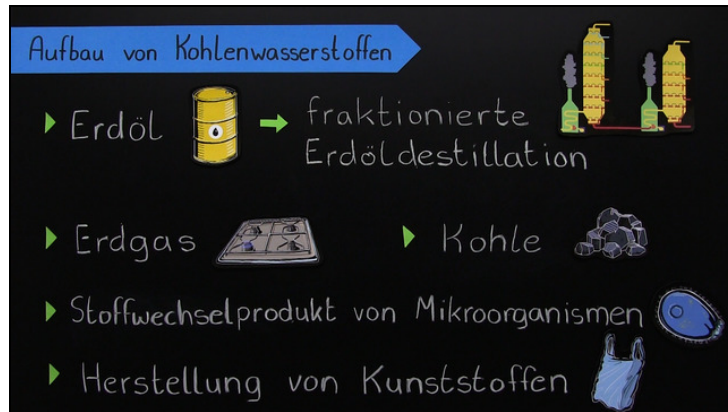 Aufbau von Kohlenwasserstoffen
Erdöl
fraktionierte
Erdöldestillation
Erdgas
Kohle
Stoffwechselprodukt von Mikroorganismen
Herstellung von Kunststoffen